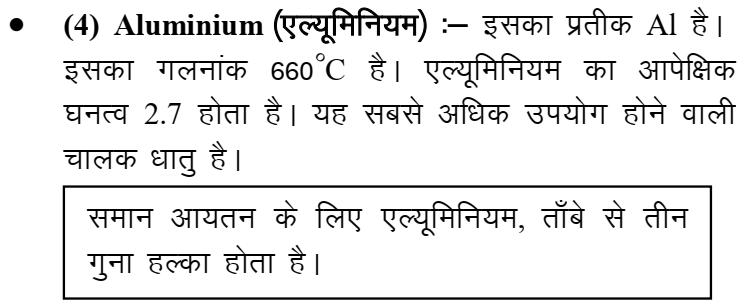 • (4) Aluminium (एल्यूमिनियम) :– इसका प्रतीक Al है।
इसका गलनांक 660°C है। एल्यूमिनियम का आपेक्षिक
घनत्व 2.7 होता है। यह सबसे अधिक उपयोग होने वाली
चालक धातु है।
समान आयतन के लिए एल्यूमिनियम, ताँबे से तीन
गुना हल्का होता है।